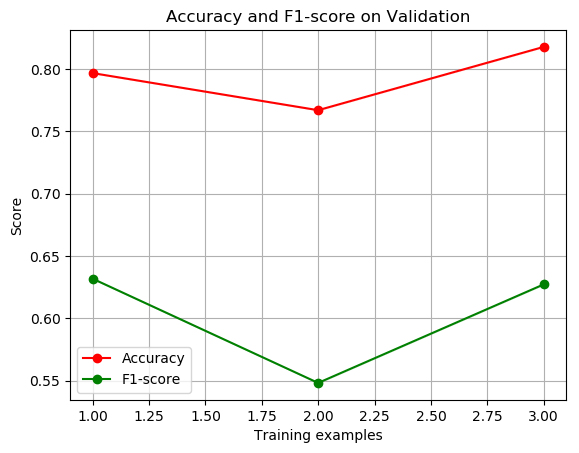 Accuracy and F1-score on Validation
Score
0.80
0.75
0.70
0.65
0.60
0.55
Accuracy
F1-score
1.00 1.25 1.50 1.75 2.00 2.25 2.50 2.75 3.00
Training examples